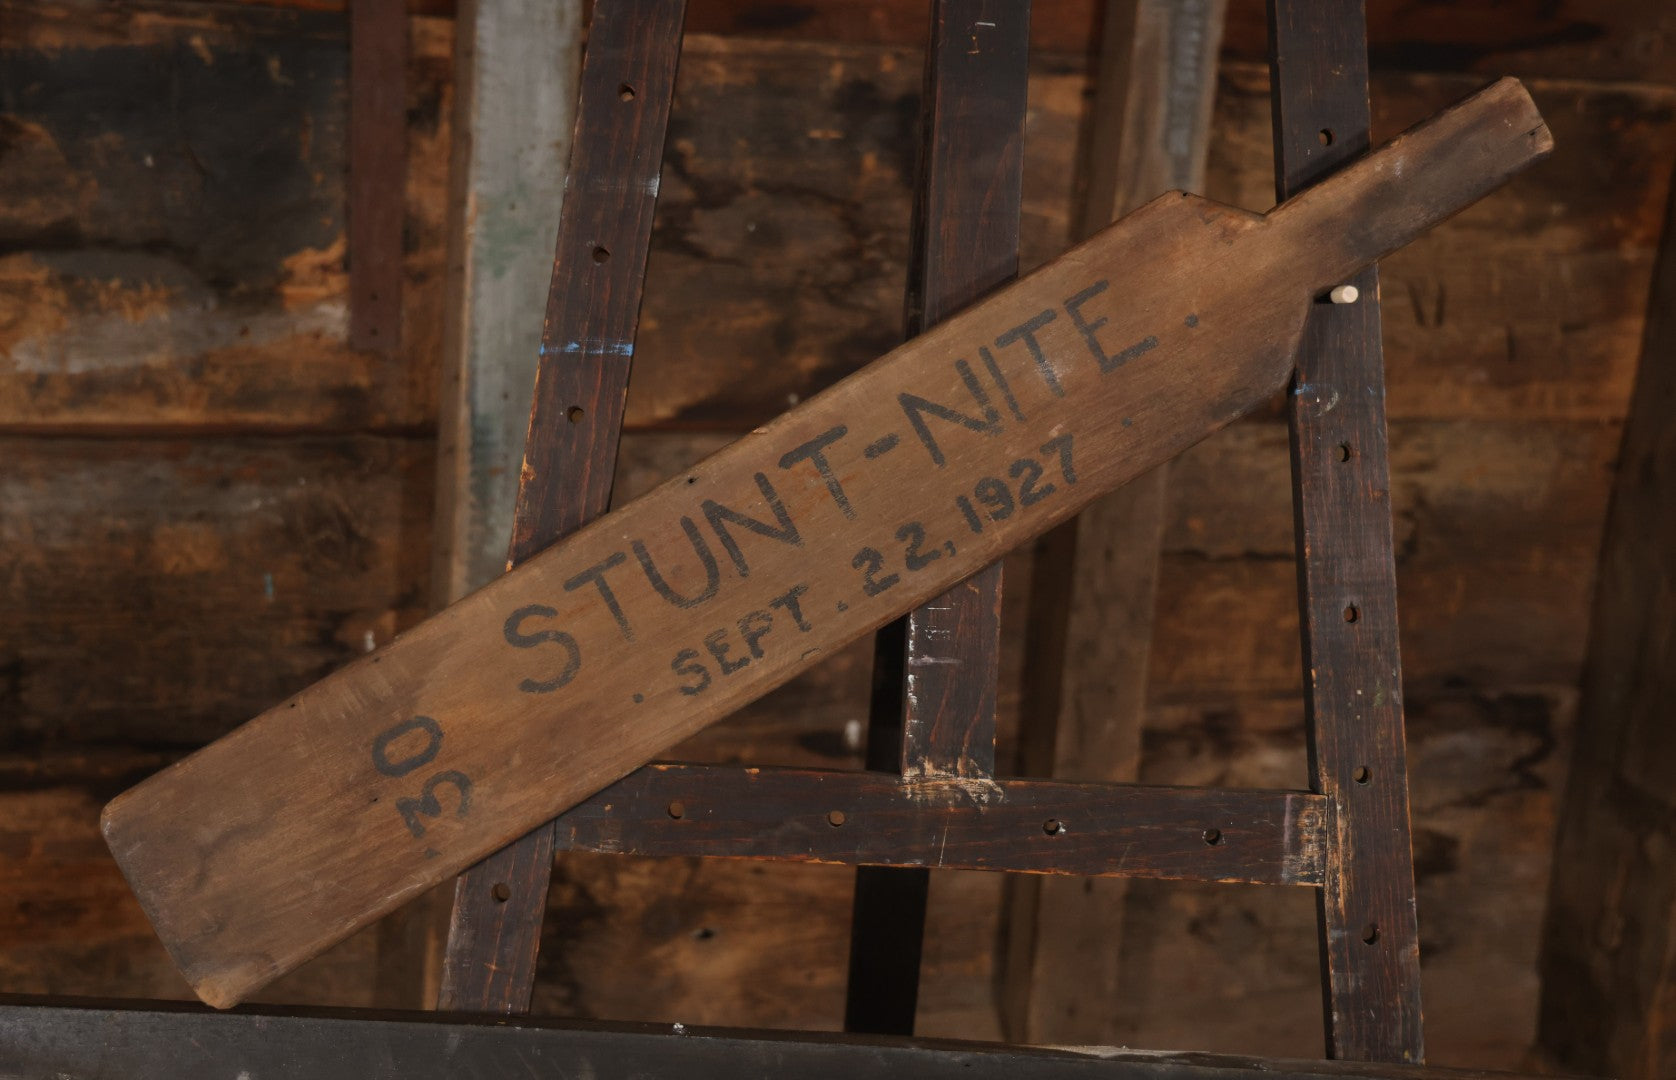 STUNT-NITE.
. SEPT. 22, 1927 .
'30